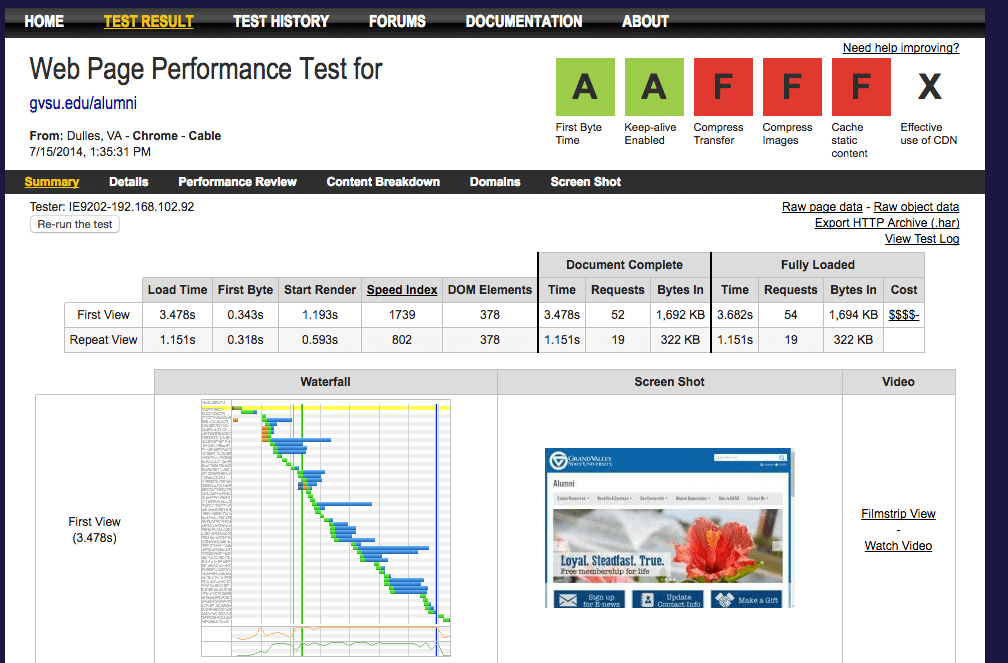 HOME TEST RESULT TEST HISTORY FORUMS DOCUMENTATION ABOUT
Need help improving?
Web Page Performance Test for
gvsu.edu/alumni
From: Dulles, VA - Chrome - Cable
7/15/2014, 1:35:31 PM
A A F F F X
First Byte Time
Keep-alive Enabled
Compress Transfer
Compress Images
Cache static content
Effective use of CDN
Summary Details Performance Review Content Breakdown Domains Screen Shot
Tester: IE9202-192.168.102.92
Re-run the test
Raw page data - Raw object data
Export HTTP Archive (.har)
View Test Log
Document Complete Fully Loaded
Load Time First Byte Start Render Speed Index DOM Elements Time Requests Bytes In Time Requests Bytes In Cost
First View 3.478s 0.343s 1.193s 1739 378 3.478s 52 1,692 KB 3.682s 54 1,694 KB $$$$-
Repeat View 1.151s 0.318s 0.593s 802 378 1.151s 19 322 KB 1.151s 19 322 KB
Waterfall Screen Shot Video
First View
(3.478s)
GRAND VALLEY
STATE UNIVERSITY
Alumni
Loyal. Steadfast. True.
Free membership for life
Sign up
for E-news
Update
Contact Info
Make a Gift
Filmstrip View
-
Watch Video